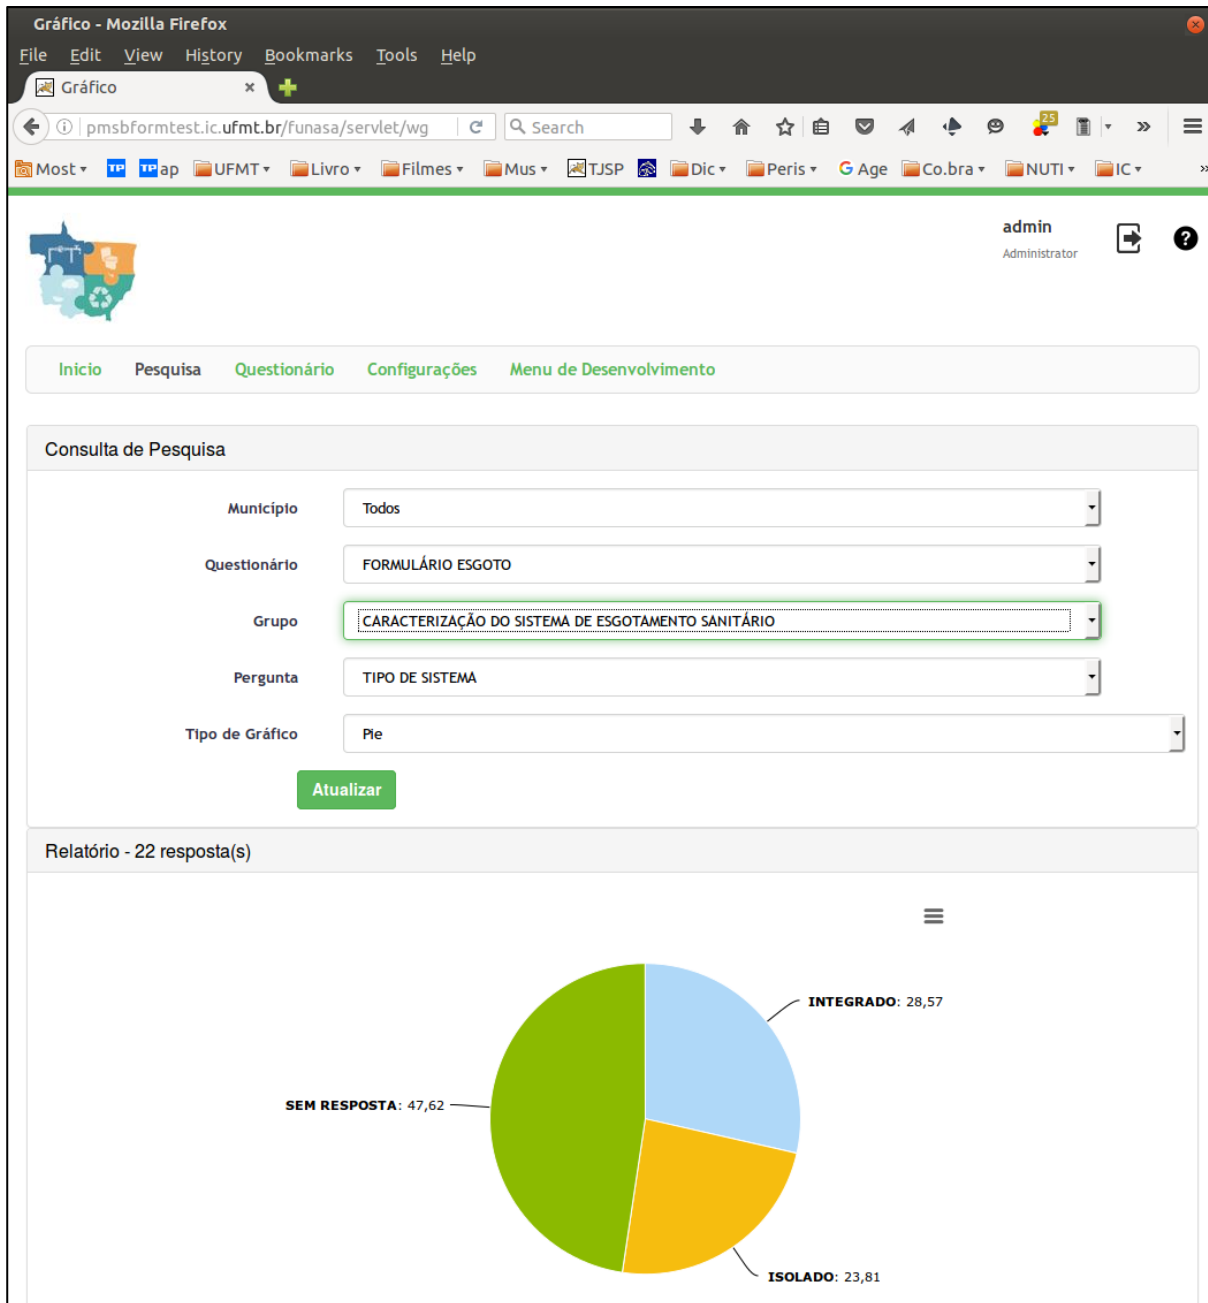 Gráfico - Mozilla Firefox
File Edit View History Bookmarks Tools Help
Gráfico
pmsbformtest.ic.ufmt.br/funasa/servlet/wg Search 25
Most TP TP ap UFMT Livro Filmes Mus TJSP Dic Peris G Age Co.bra NUTI IC
admin
Administrator
Inicio Pesquisa Questionário Configurações Menu de Desenvolvimento
Consulta de Pesquisa
Município Todos
Questionário FORMULÁRIO ESGOTO
Grupo CARACTERIZAÇÃO DO SISTEMA DE ESGOTAMENTO SANITÁRIO
Pergunta TIPO DE SISTEMA
Tipo de Gráfico Pie
Atualizar
Relatório - 22 resposta(s)
INTEGRADO: 28,57
SEM RESPOSTA: 47,62
ISOLADO: 23,81